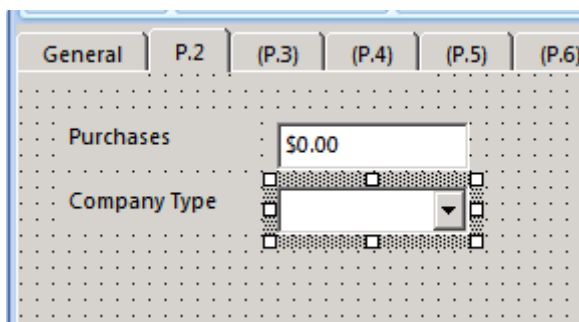 General P.2 (P.3) (P.4) (P.5) (P.6)
Purchases $0.00
Company Type